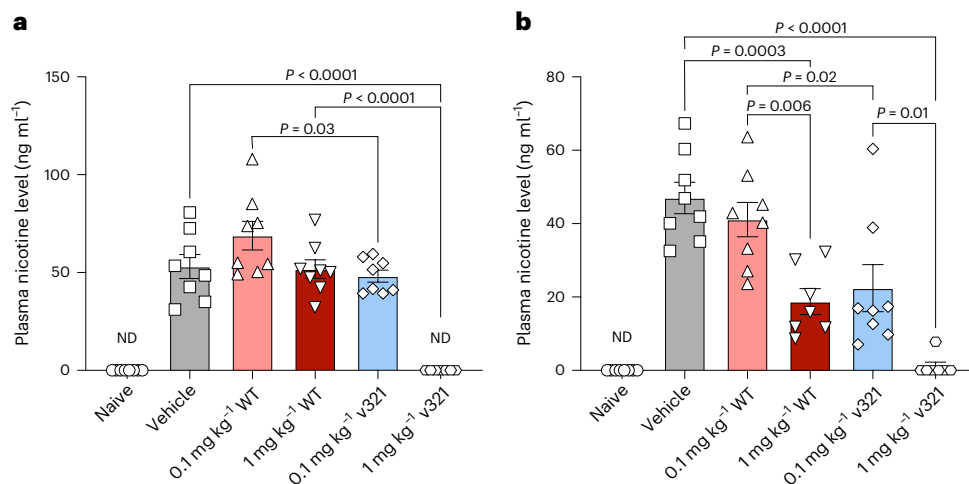 a
Plasma nicotine level (ng ml⁻¹)
150
100
50
0
P < 0.0001
P < 0.0001
P = 0.03
ND
ND
Naive
Vehicle
0.1 mg kg⁻¹ WT
1 mg kg⁻¹ WT
0.1 mg kg⁻¹ v321
1 mg kg⁻¹ v321
b
Plasma nicotine level (ng ml⁻¹)
80
60
40
20
0
P < 0.0001
P = 0.0003
P = 0.02
P = 0.006
P = 0.01
ND
Naive
Vehicle
0.1 mg kg⁻¹ WT
1 mg kg⁻¹ WT
0.1 mg kg⁻¹ v321
1 mg kg⁻¹ v321